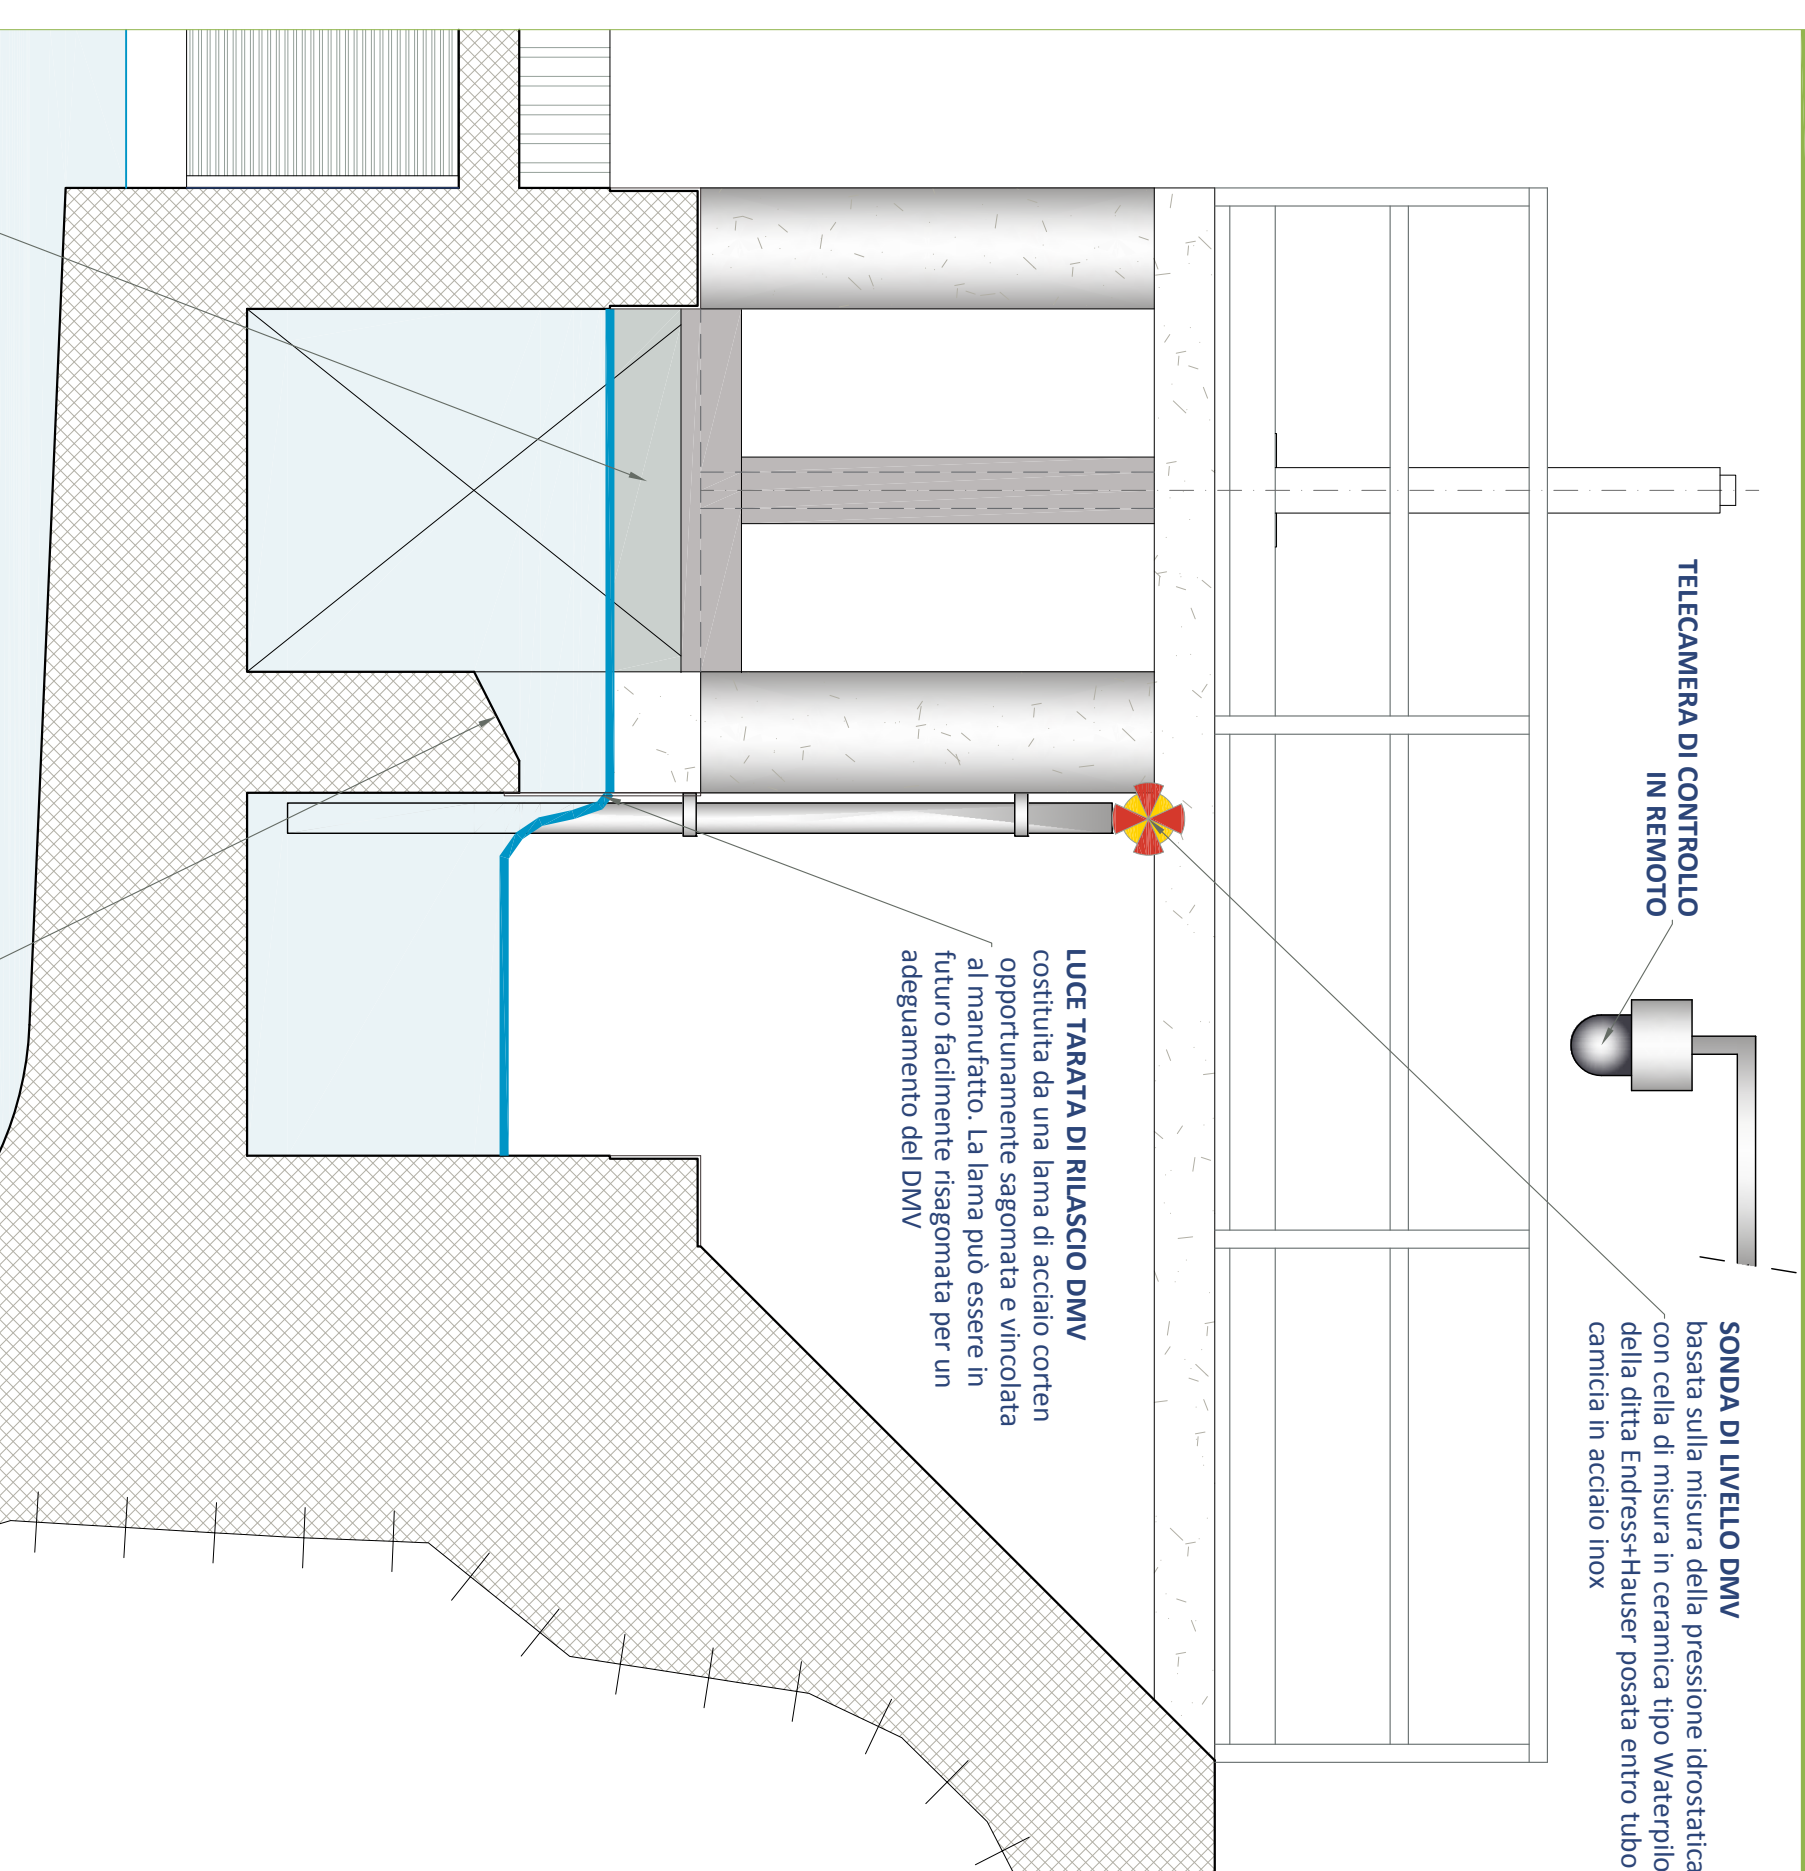 TELECAMERA DI CONTROLLO
IN REMOTO
SONDA DI LIVELLO DMV
basata sulla misura della pressione idrostatica
con cella di misura in ceramica tipo Waterpilo
della ditta Endress+Hauser posata entro tubo
camicia in acciaio inox
LUCE TARATA DI RILASCIO DMV
costituita da una lama di acciaio corten
opportunamente sagomata e vincolata
al manufatto. La lama può essere in
futuro facilmente risagomata per un
adeguamento del DMV